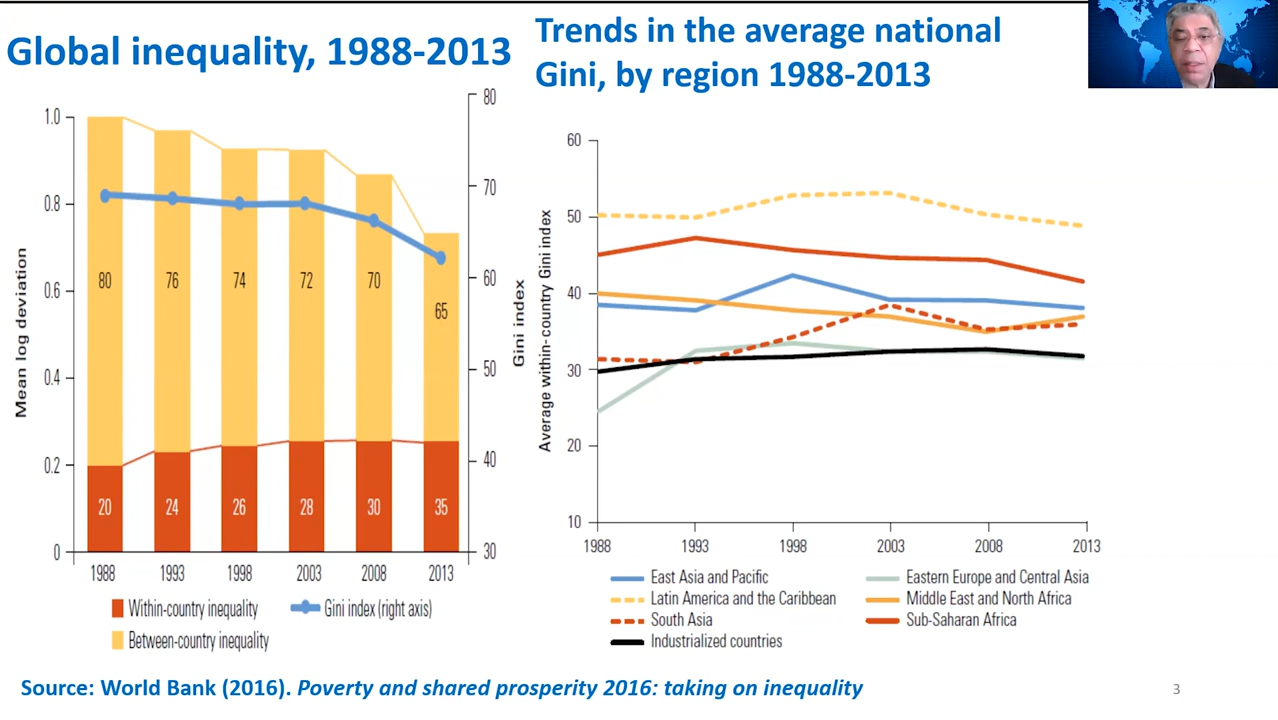 Global inequality, 1988-2013
Trends in the average national
Gini, by region 1988-2013
Mean log deviation
1.0
0.8
0.6
0.4
0.2
0
80
70
60
50
40
30
Gini index
80
76
74
72
70
65
20
24
26
28
30
35
1988
1993
1998
2003
2008
2013
Within-country inequality
Gini index (right axis)
Between-country inequality
Average within-country Gini index
60
50
40
30
20
10
1988
1993
1998
2003
2008
2013
East Asia and Pacific
Eastern Europe and Central Asia
Latin America and the Caribbean
Middle East and North Africa
South Asia
Sub-Saharan Africa
Industrialized countries
Source: World Bank (2016). Poverty and shared prosperity 2016: taking on inequality
3